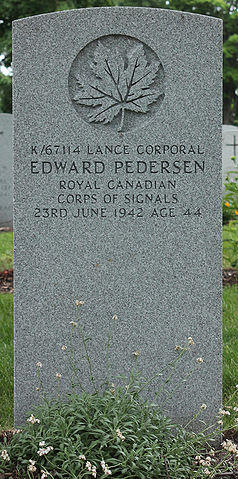 K/67114 LANCE CORPORAL
EDWARD PEDERSEN
ROYAL CANADIAN
CORPS OF SIGNALS
23RD JUNE 1942 AGE 44